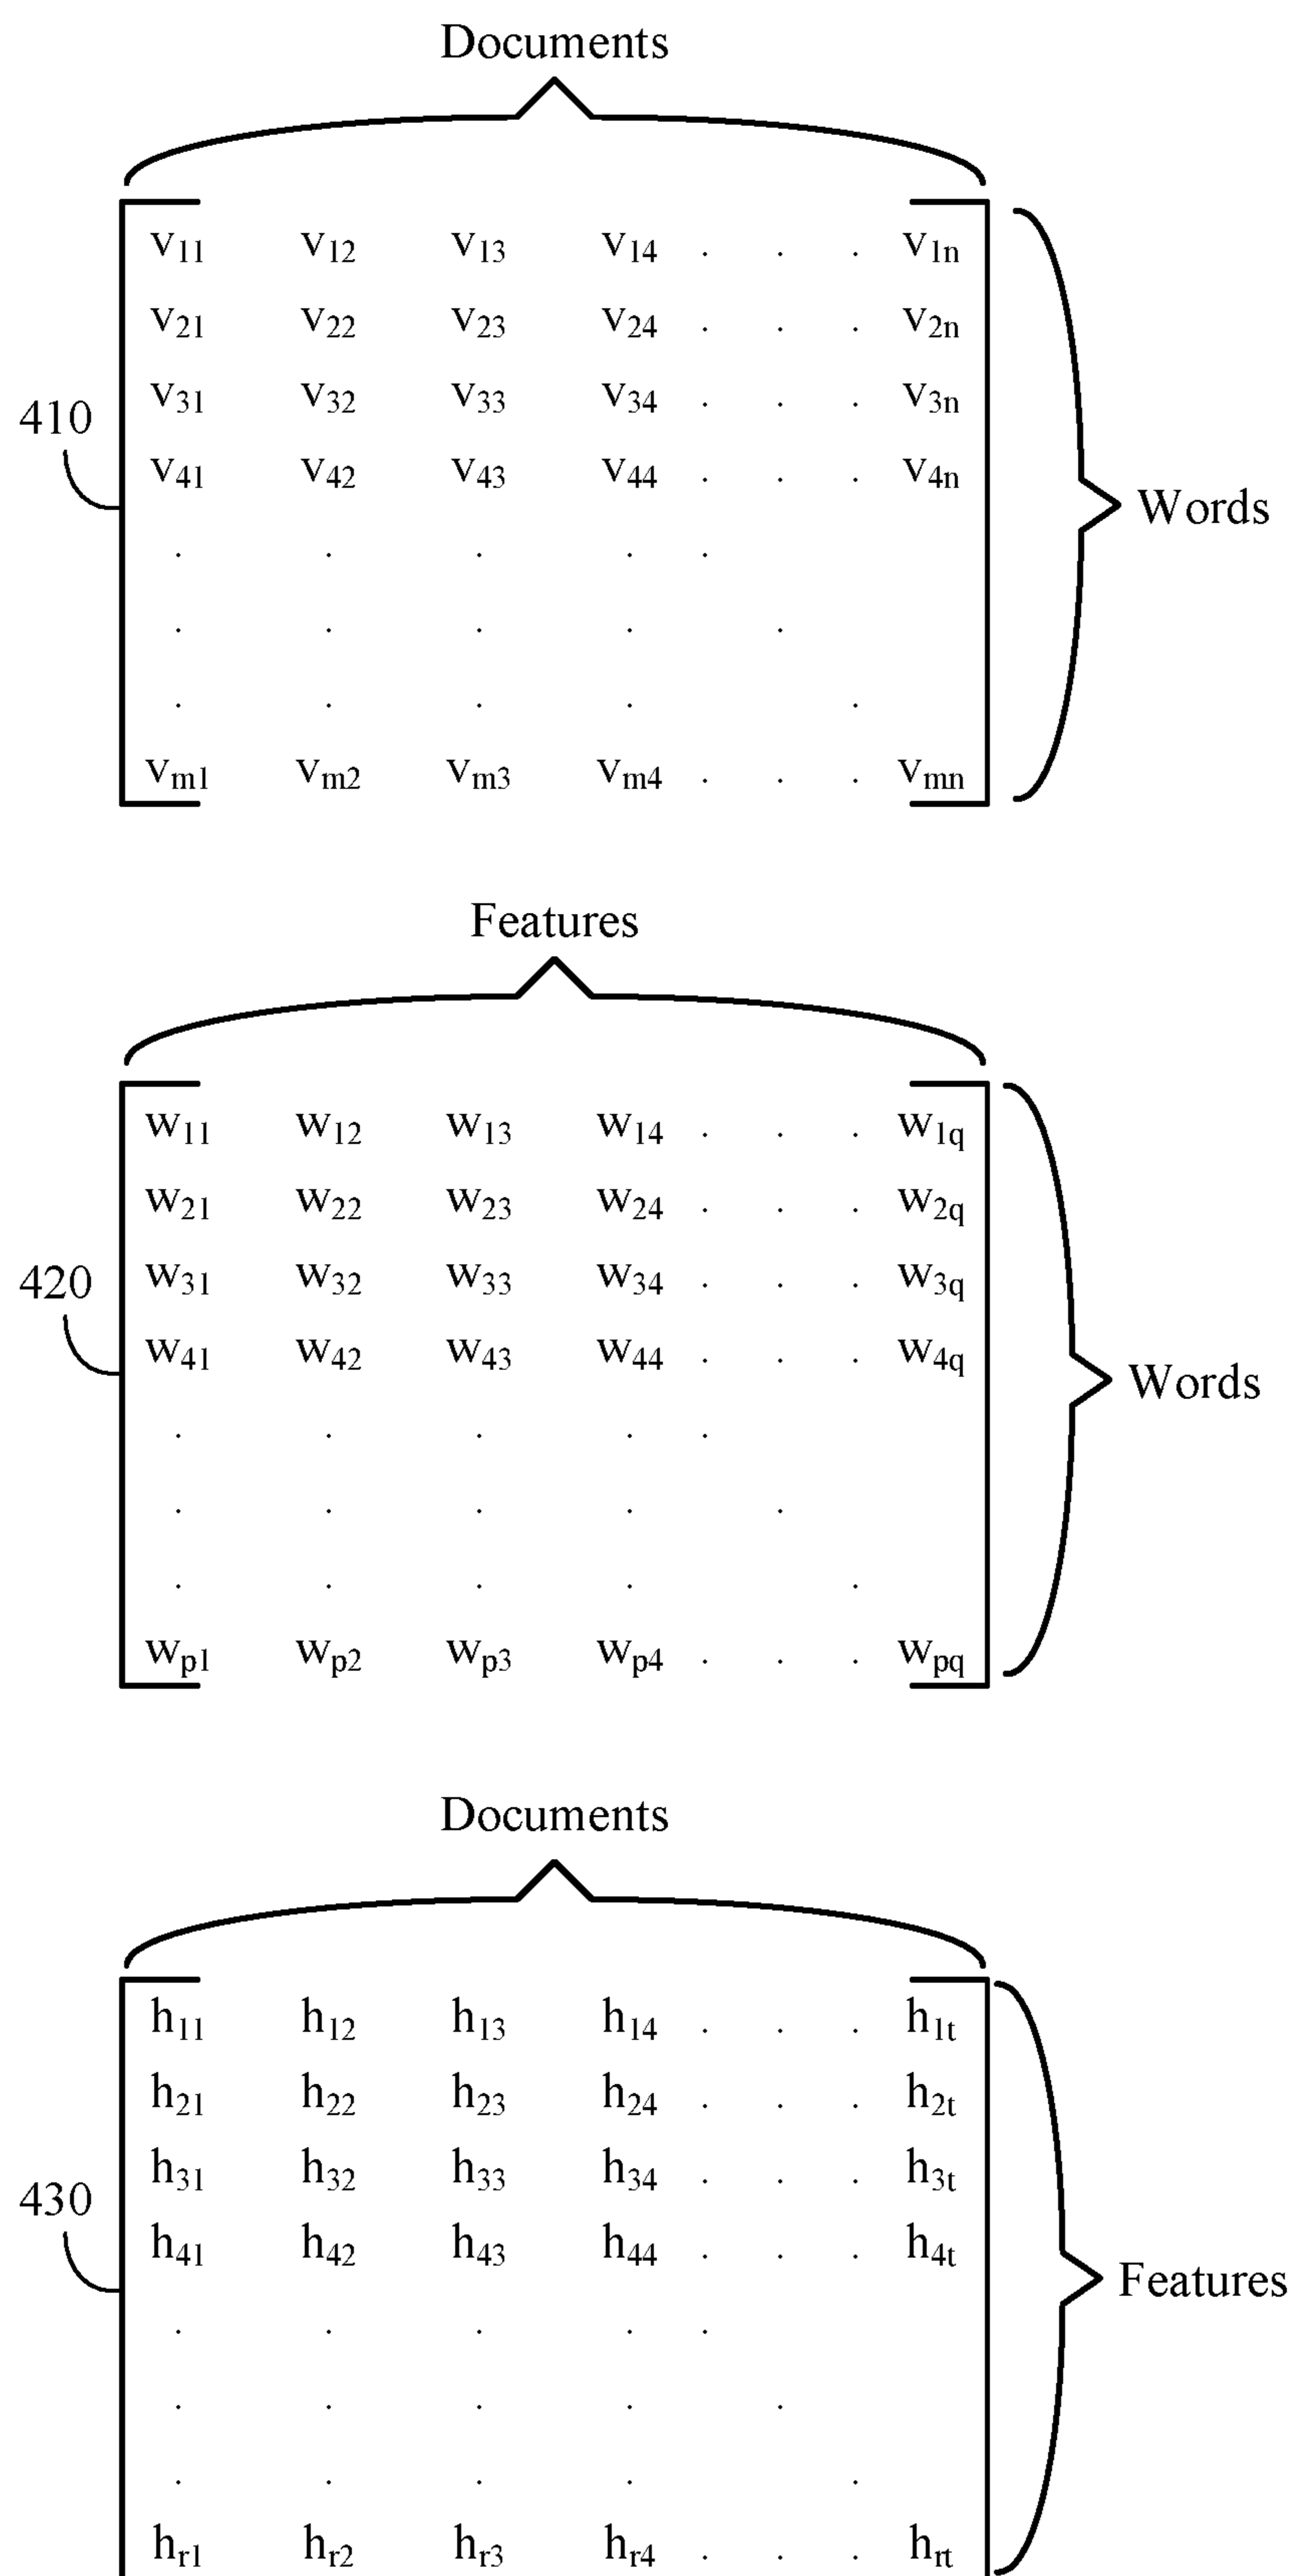 Documents
v11 v12 v13 v14 . . . v1n
v21 v22 v23 v24 . . . v2n
v31 v32 v33 v34 . . . v3n
410
v41 v42 v43 v44 . . . v4n
Words
. . . . .
. . . . .
. . . . .
vm1 vm2 vm3 vm4 . . . vmn
Features
w11 w12 w13 w14 . . . w1q
w21 w22 w23 w24 . . . w2q
w31 w32 w33 w34 . . . w3q
420
w41 w42 w43 w44 . . . w4q
Words
. . . . .
. . . . .
. . . . .
wp1 wp2 wp3 wp4 . . . wpq
Documents
h11 h12 h13 h14 . . . h1t
h21 h22 h23 h24 . . . h2t
h31 h32 h33 h34 . . . h3t
430
h41 h42 h43 h44 . . . h4t
Features
. . . . .
. . . . .
. . . . .
hr1 hr2 hr3 hr4 . . . hrt